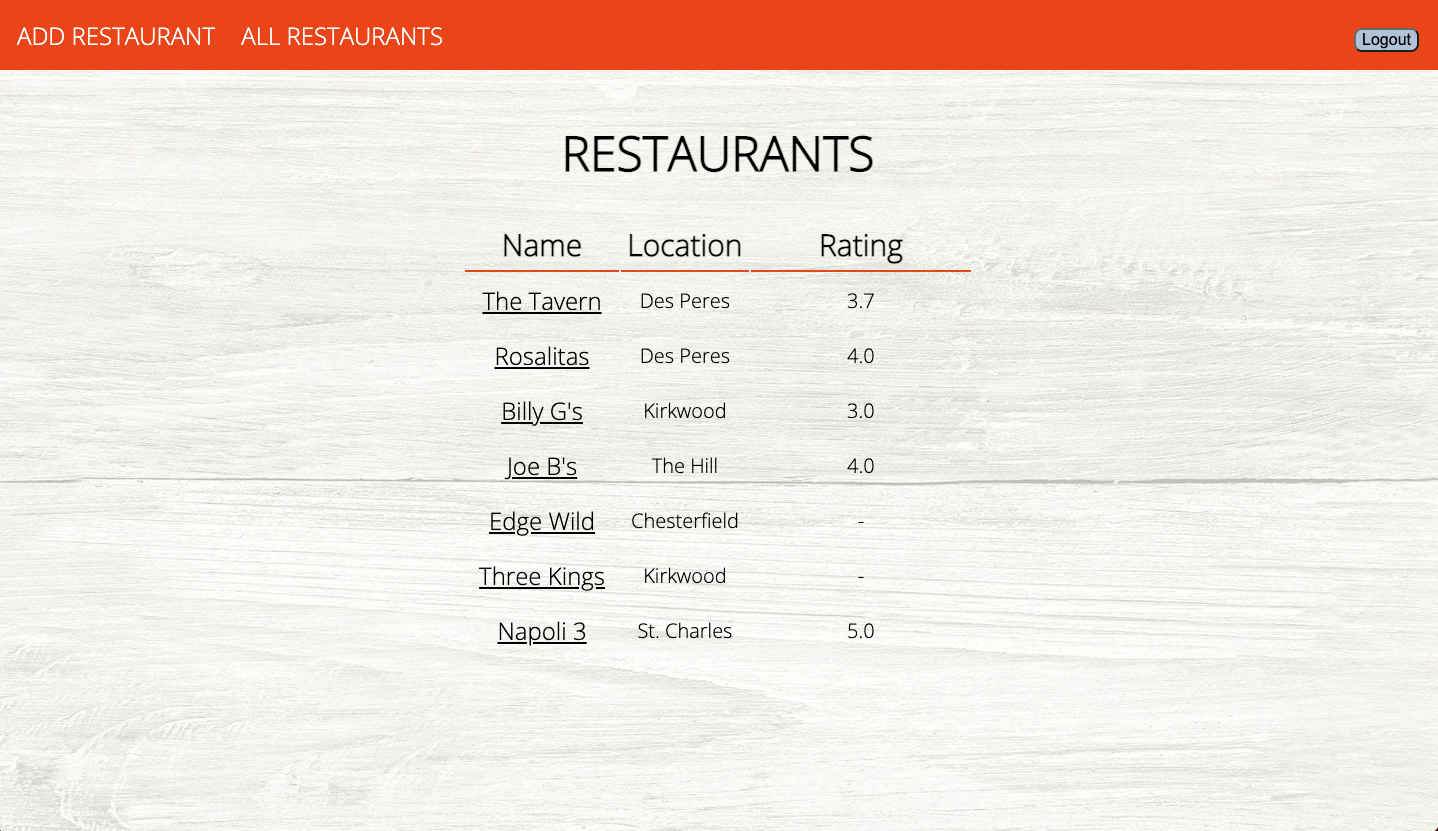 ADD RESTAURANT ALL RESTAURANTS Logout
RESTAURANTS
Name Location Rating
The Tavern Des Peres 3.7
Rosalitas Des Peres 4.0
Billy G's Kirkwood 3.0
Joe B's The Hill 4.0
Edge Wild Chesterfield -
Three Kings Kirkwood -
Napoli 3 St. Charles 5.0